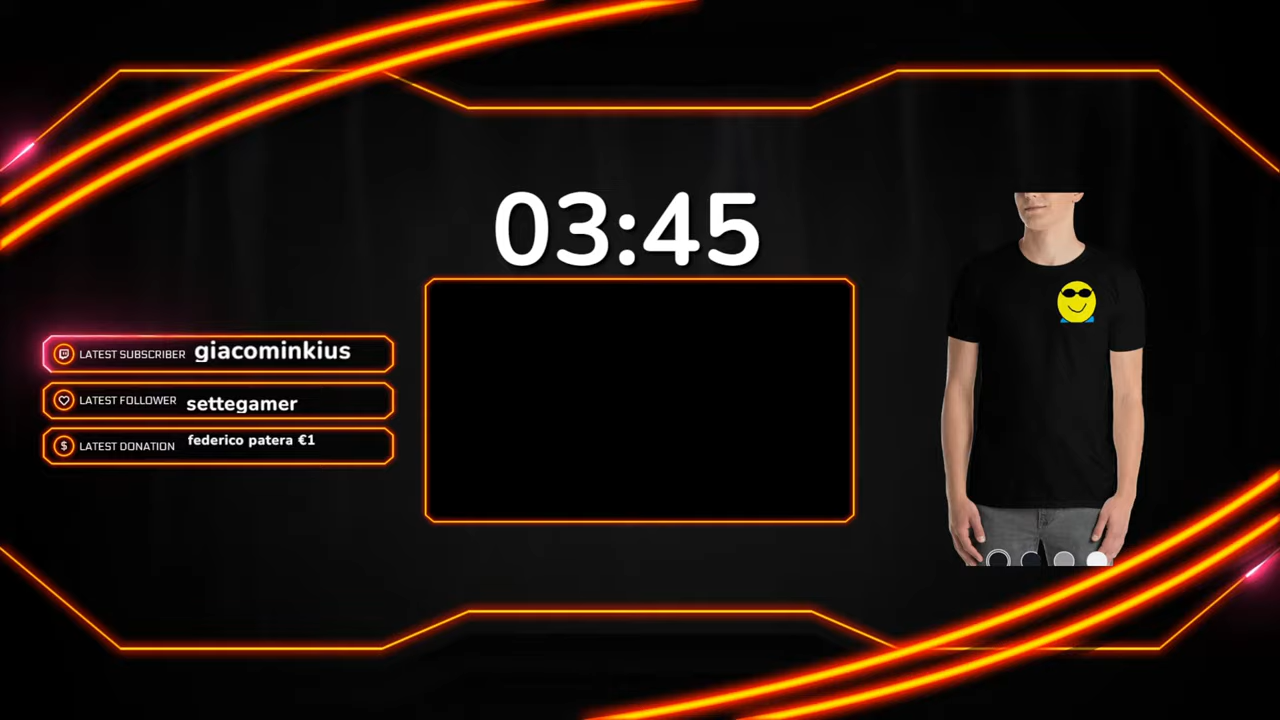 03:45
LATEST SUBSCRIBER giacominkius
LATEST FOLLOWER settegamer
$ LATEST DONATION federico patera €1